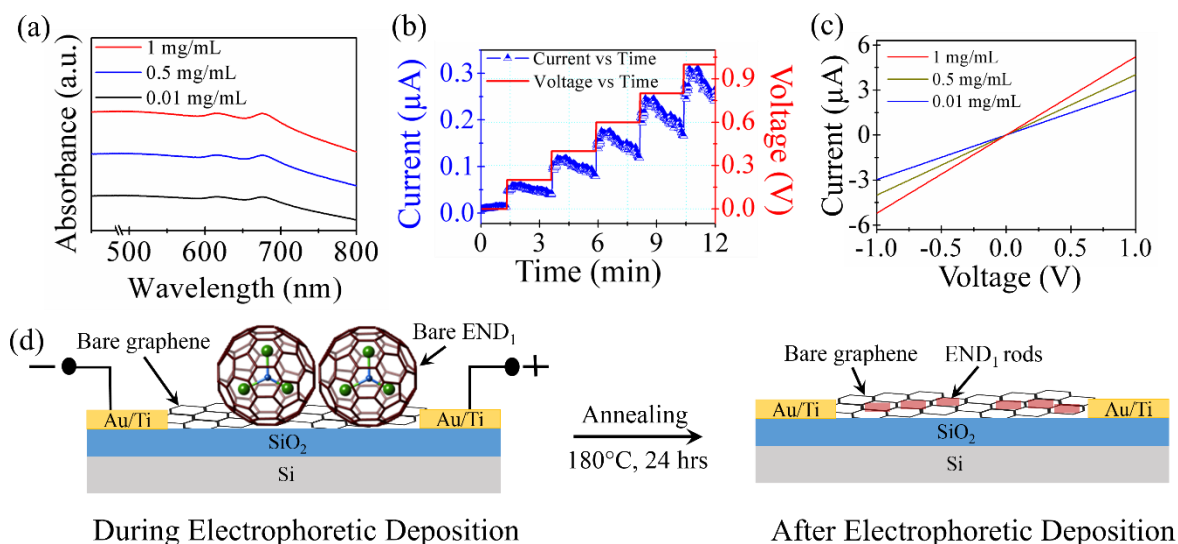 (a)
Absorbance (a.u.)
1 mg/mL
0.5 mg/mL
0.01 mg/mL
500 600 700 800
Wavelength (nm)
(b)
Current (μA)
0.3
0.2
0.1
0.0
Current vs Time
Voltage vs Time
0.9
0.6
0.3
0.0
Voltage (V)
0 3 6 9 12
Time (min)
(c)
Current (μA)
6
3
0
-3
-6
1 mg/mL
0.5 mg/mL
0.01 mg/mL
-1.0 -0.5 0.0 0.5 1.0
Voltage (V)
(d)
Bare graphene
Bare END₁
− +
Au/Ti Au/Ti
SiO₂
Si
During Electrophoretic Deposition
Annealing
180°C, 24 hrs
Bare graphene
END₁ rods
Au/Ti Au/Ti
SiO₂
Si
After Electrophoretic Deposition